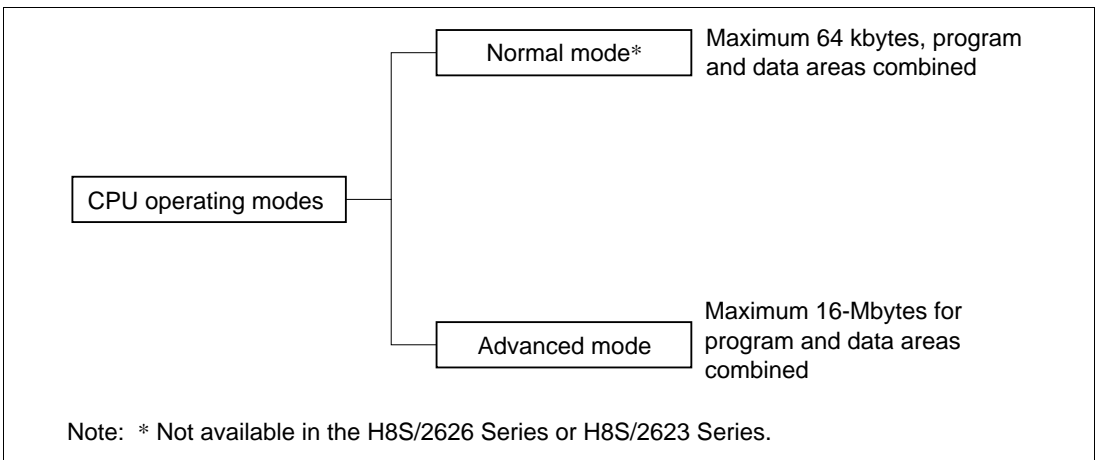 Normal mode*
Maximum 64 kbytes, program
and data areas combined
CPU operating modes
Advanced mode
Maximum 16-Mbytes for
program and data areas
combined
Note: * Not available in the H8S/2626 Series or H8S/2623 Series.